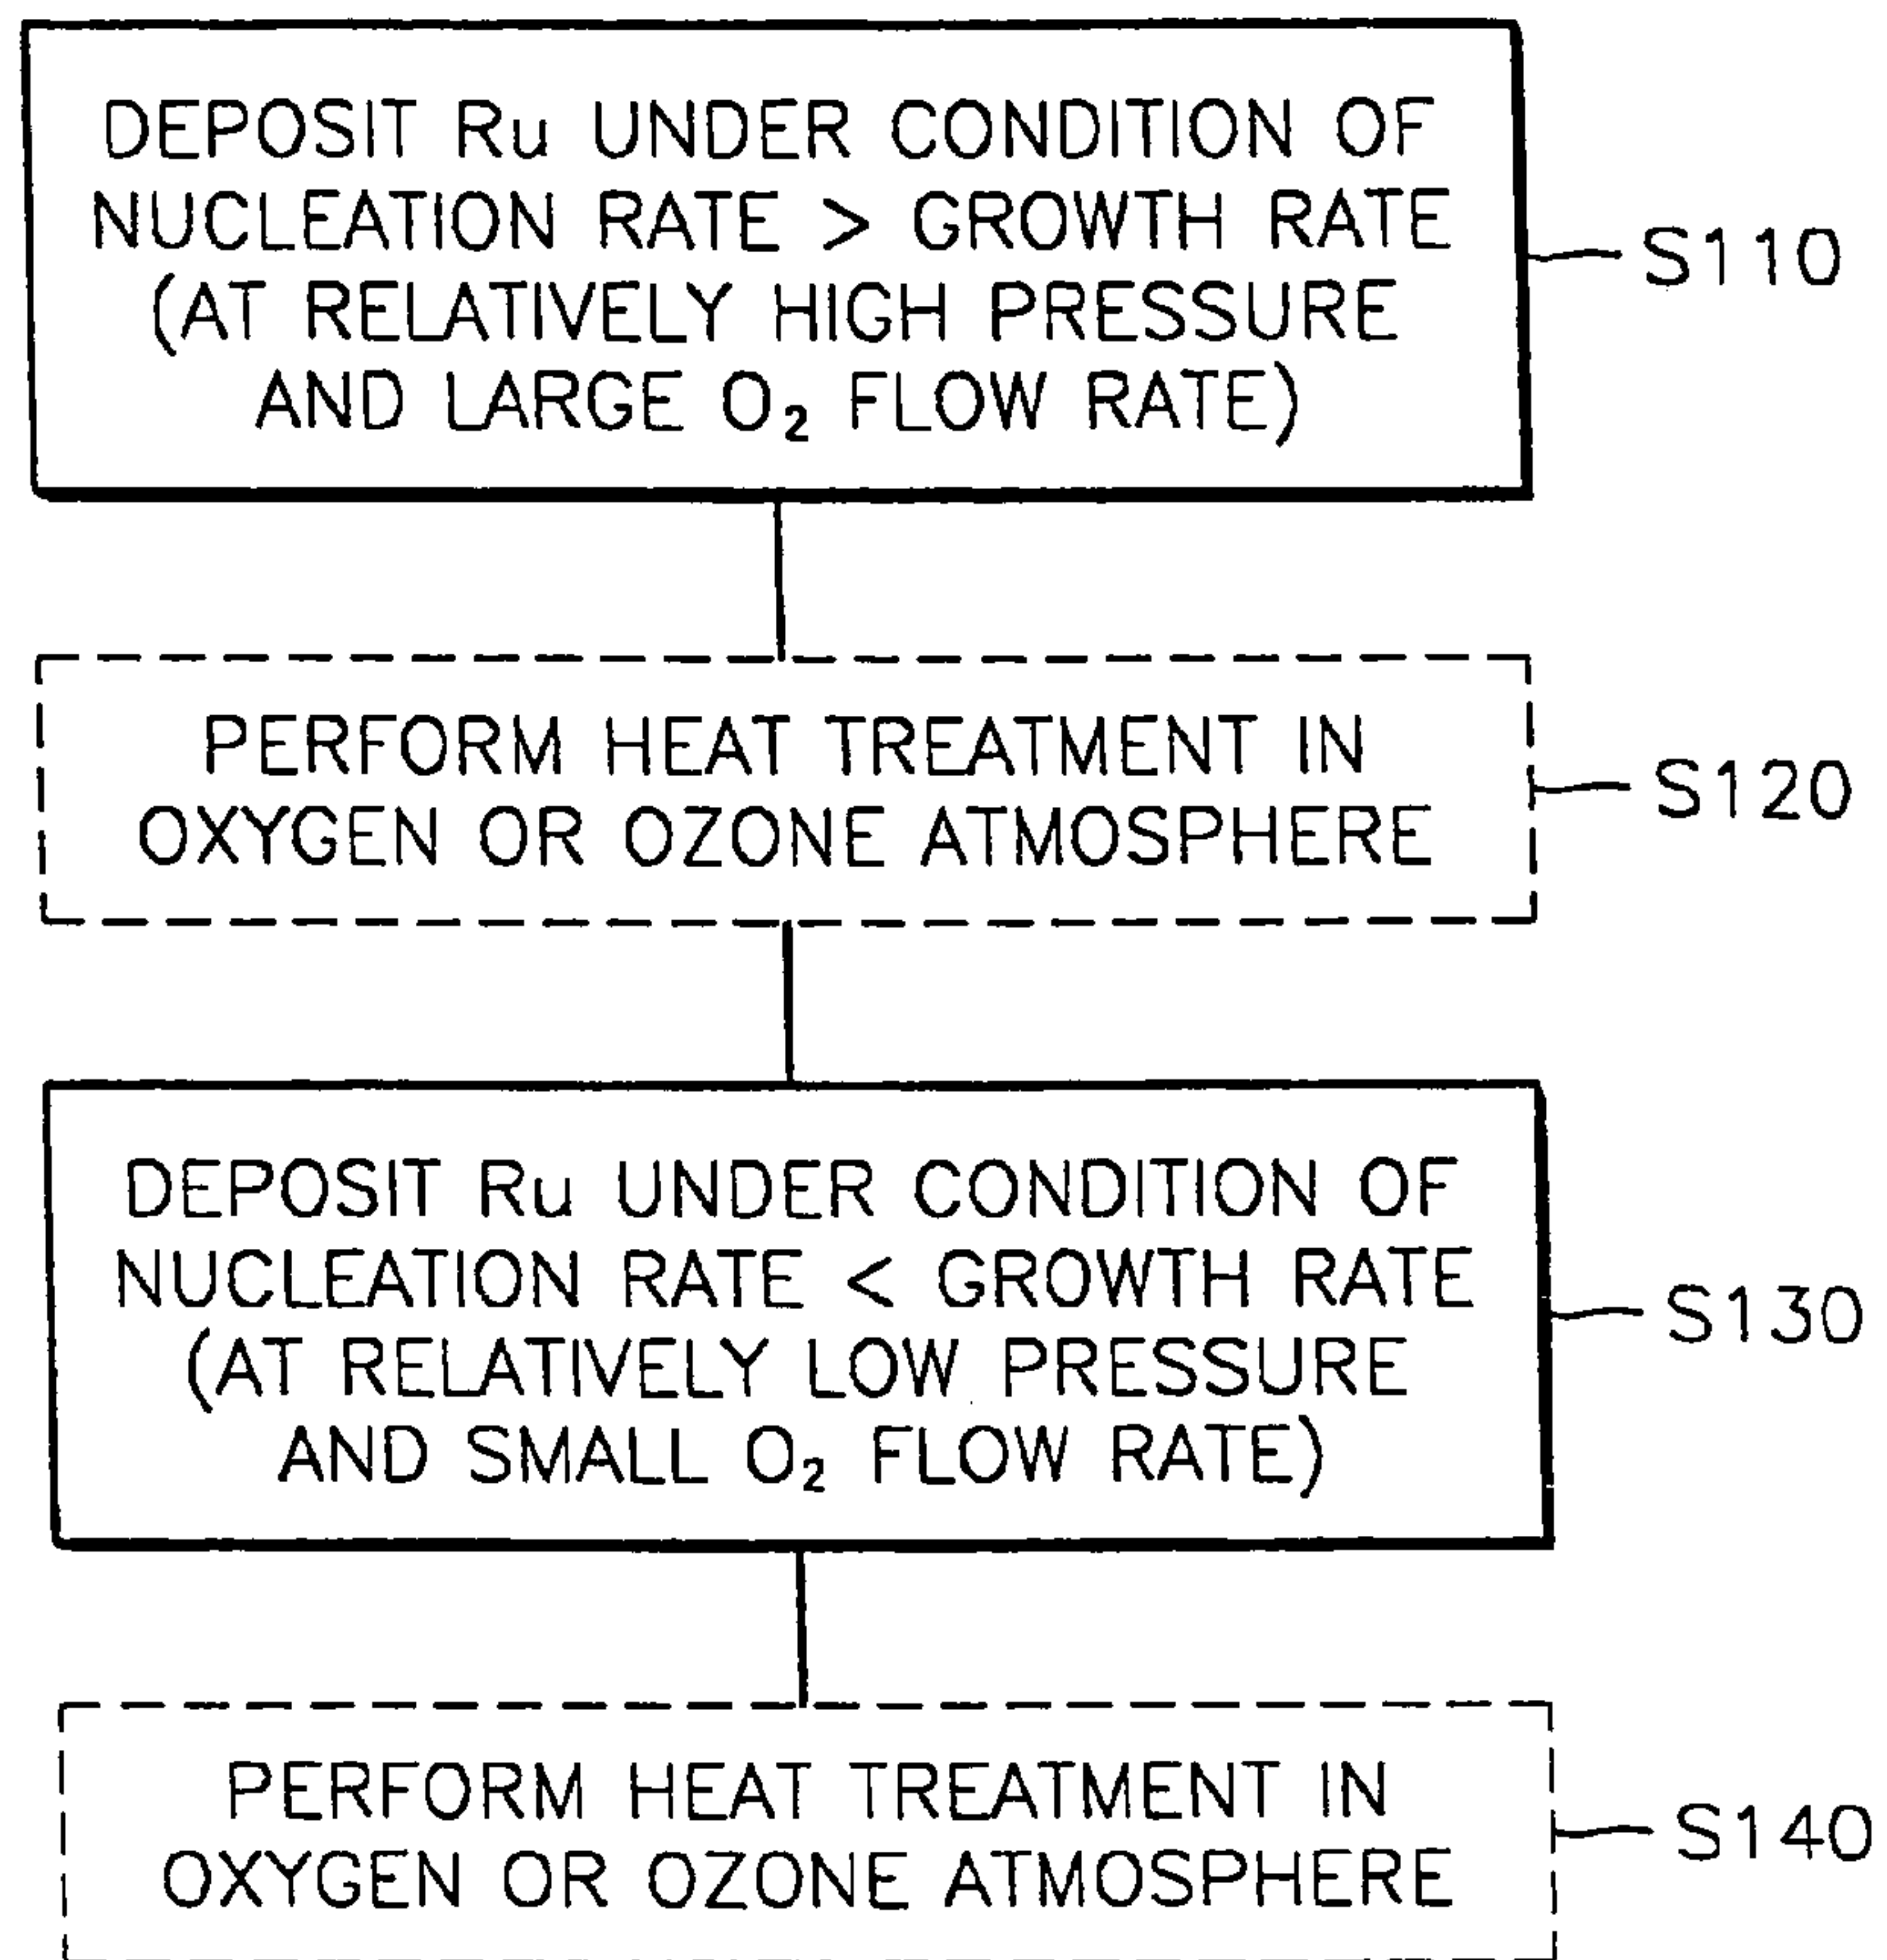 DEPOSIT Ru UNDER CONDITION OF
NUCLEATION RATE > GROWTH RATE
(AT RELATIVELY HIGH PRESSURE
AND LARGE O₂ FLOW RATE)
S110
PERFORM HEAT TREATMENT IN
OXYGEN OR OZONE ATMOSPHERE
S120
DEPOSIT Ru UNDER CONDITION OF
NUCLEATION RATE < GROWTH RATE
(AT RELATIVELY LOW PRESSURE
AND SMALL O₂ FLOW RATE)
S130
PERFORM HEAT TREATMENT IN
OXYGEN OR OZONE ATMOSPHERE
S140